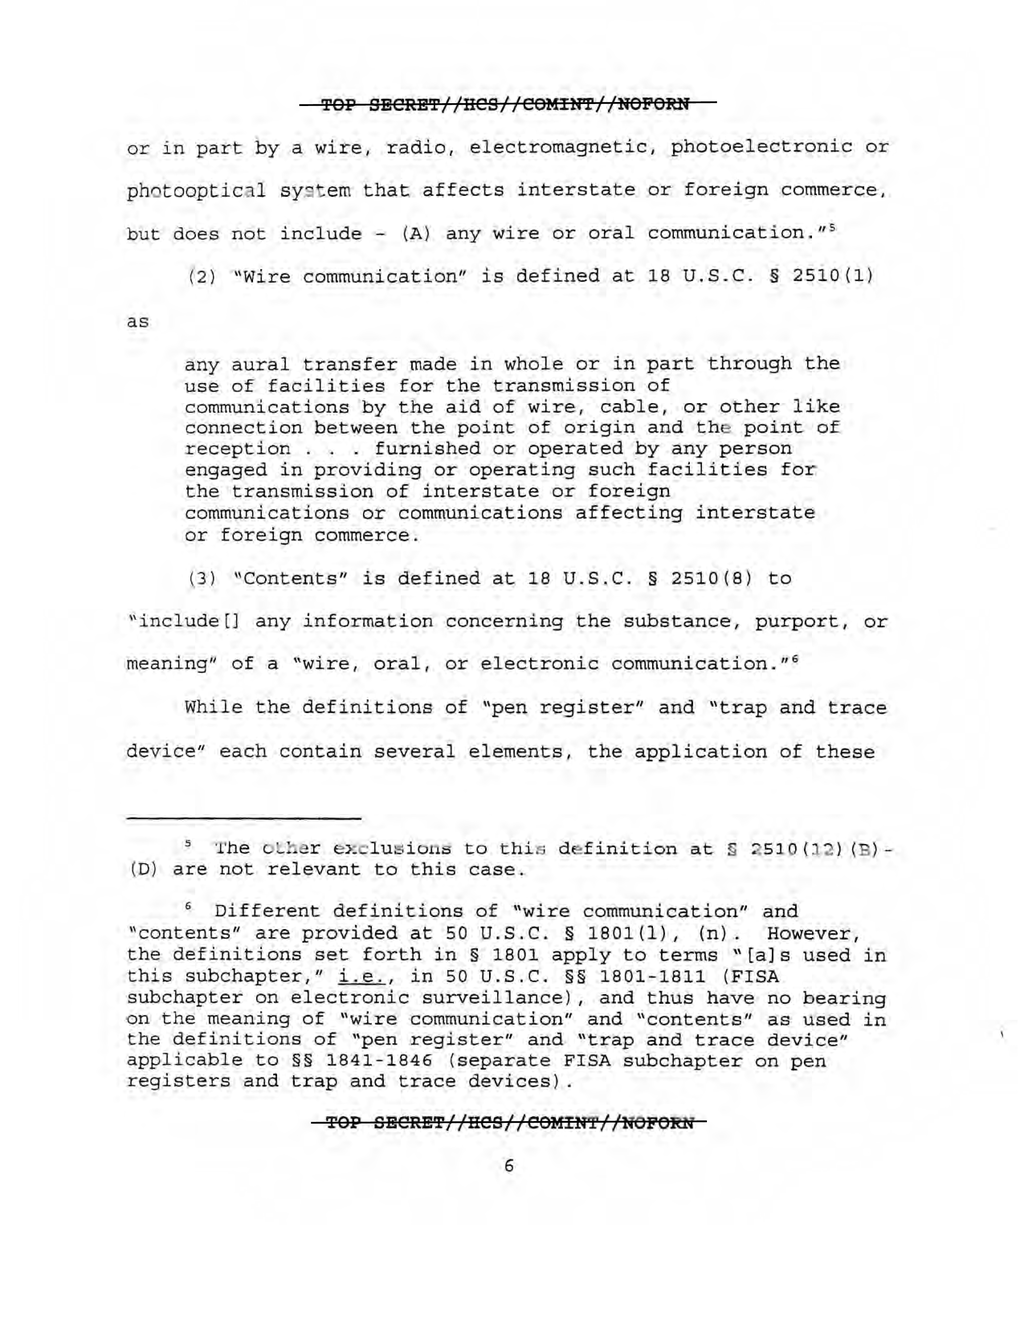 TOP SECRET//HCS//COMINT//NOFORN
or in part by a wire, radio, electromagnetic, photoelectronic or
photooptical system that affects interstate or foreign commerce,
but does not include - (A) any wire or oral communication."5
(2) "Wire communication" is defined at 18 U.S.C. § 2510(1)
as
any aural transfer made in whole or in part through the
use of facilities for the transmission of
communications by the aid of wire, cable, or other like
connection between the point of origin and the point of
reception . . . furnished or operated by any person
engaged in providing or operating such facilities for
the transmission of interstate or foreign
communications or communications affecting interstate
or foreign commerce.
(3) "Contents" is defined at 18 U.S.C. § 2510(8) to
"include[] any information concerning the substance, purport, or
meaning" of a "wire, oral, or electronic communication."6
While the definitions of "pen register" and "trap and trace
device" each contain several elements, the application of these
5 The other exclusions to this definition at § 2510(12)(B)-
(D) are not relevant to this case.
6 Different definitions of "wire communication" and
"contents" are provided at 50 U.S.C. § 1801(l), (n). However,
the definitions set forth in § 1801 apply to terms "[a]s used in
this subchapter," i.e., in 50 U.S.C. §§ 1801-1811 (FISA
subchapter on electronic surveillance), and thus have no bearing
on the meaning of "wire communication" and "contents" as used in
the definitions of "pen register" and "trap and trace device"
applicable to §§ 1841-1846 (separate FISA subchapter on pen
registers and trap and trace devices).
TOP SECRET//HCS//COMINT//NOFORN
6